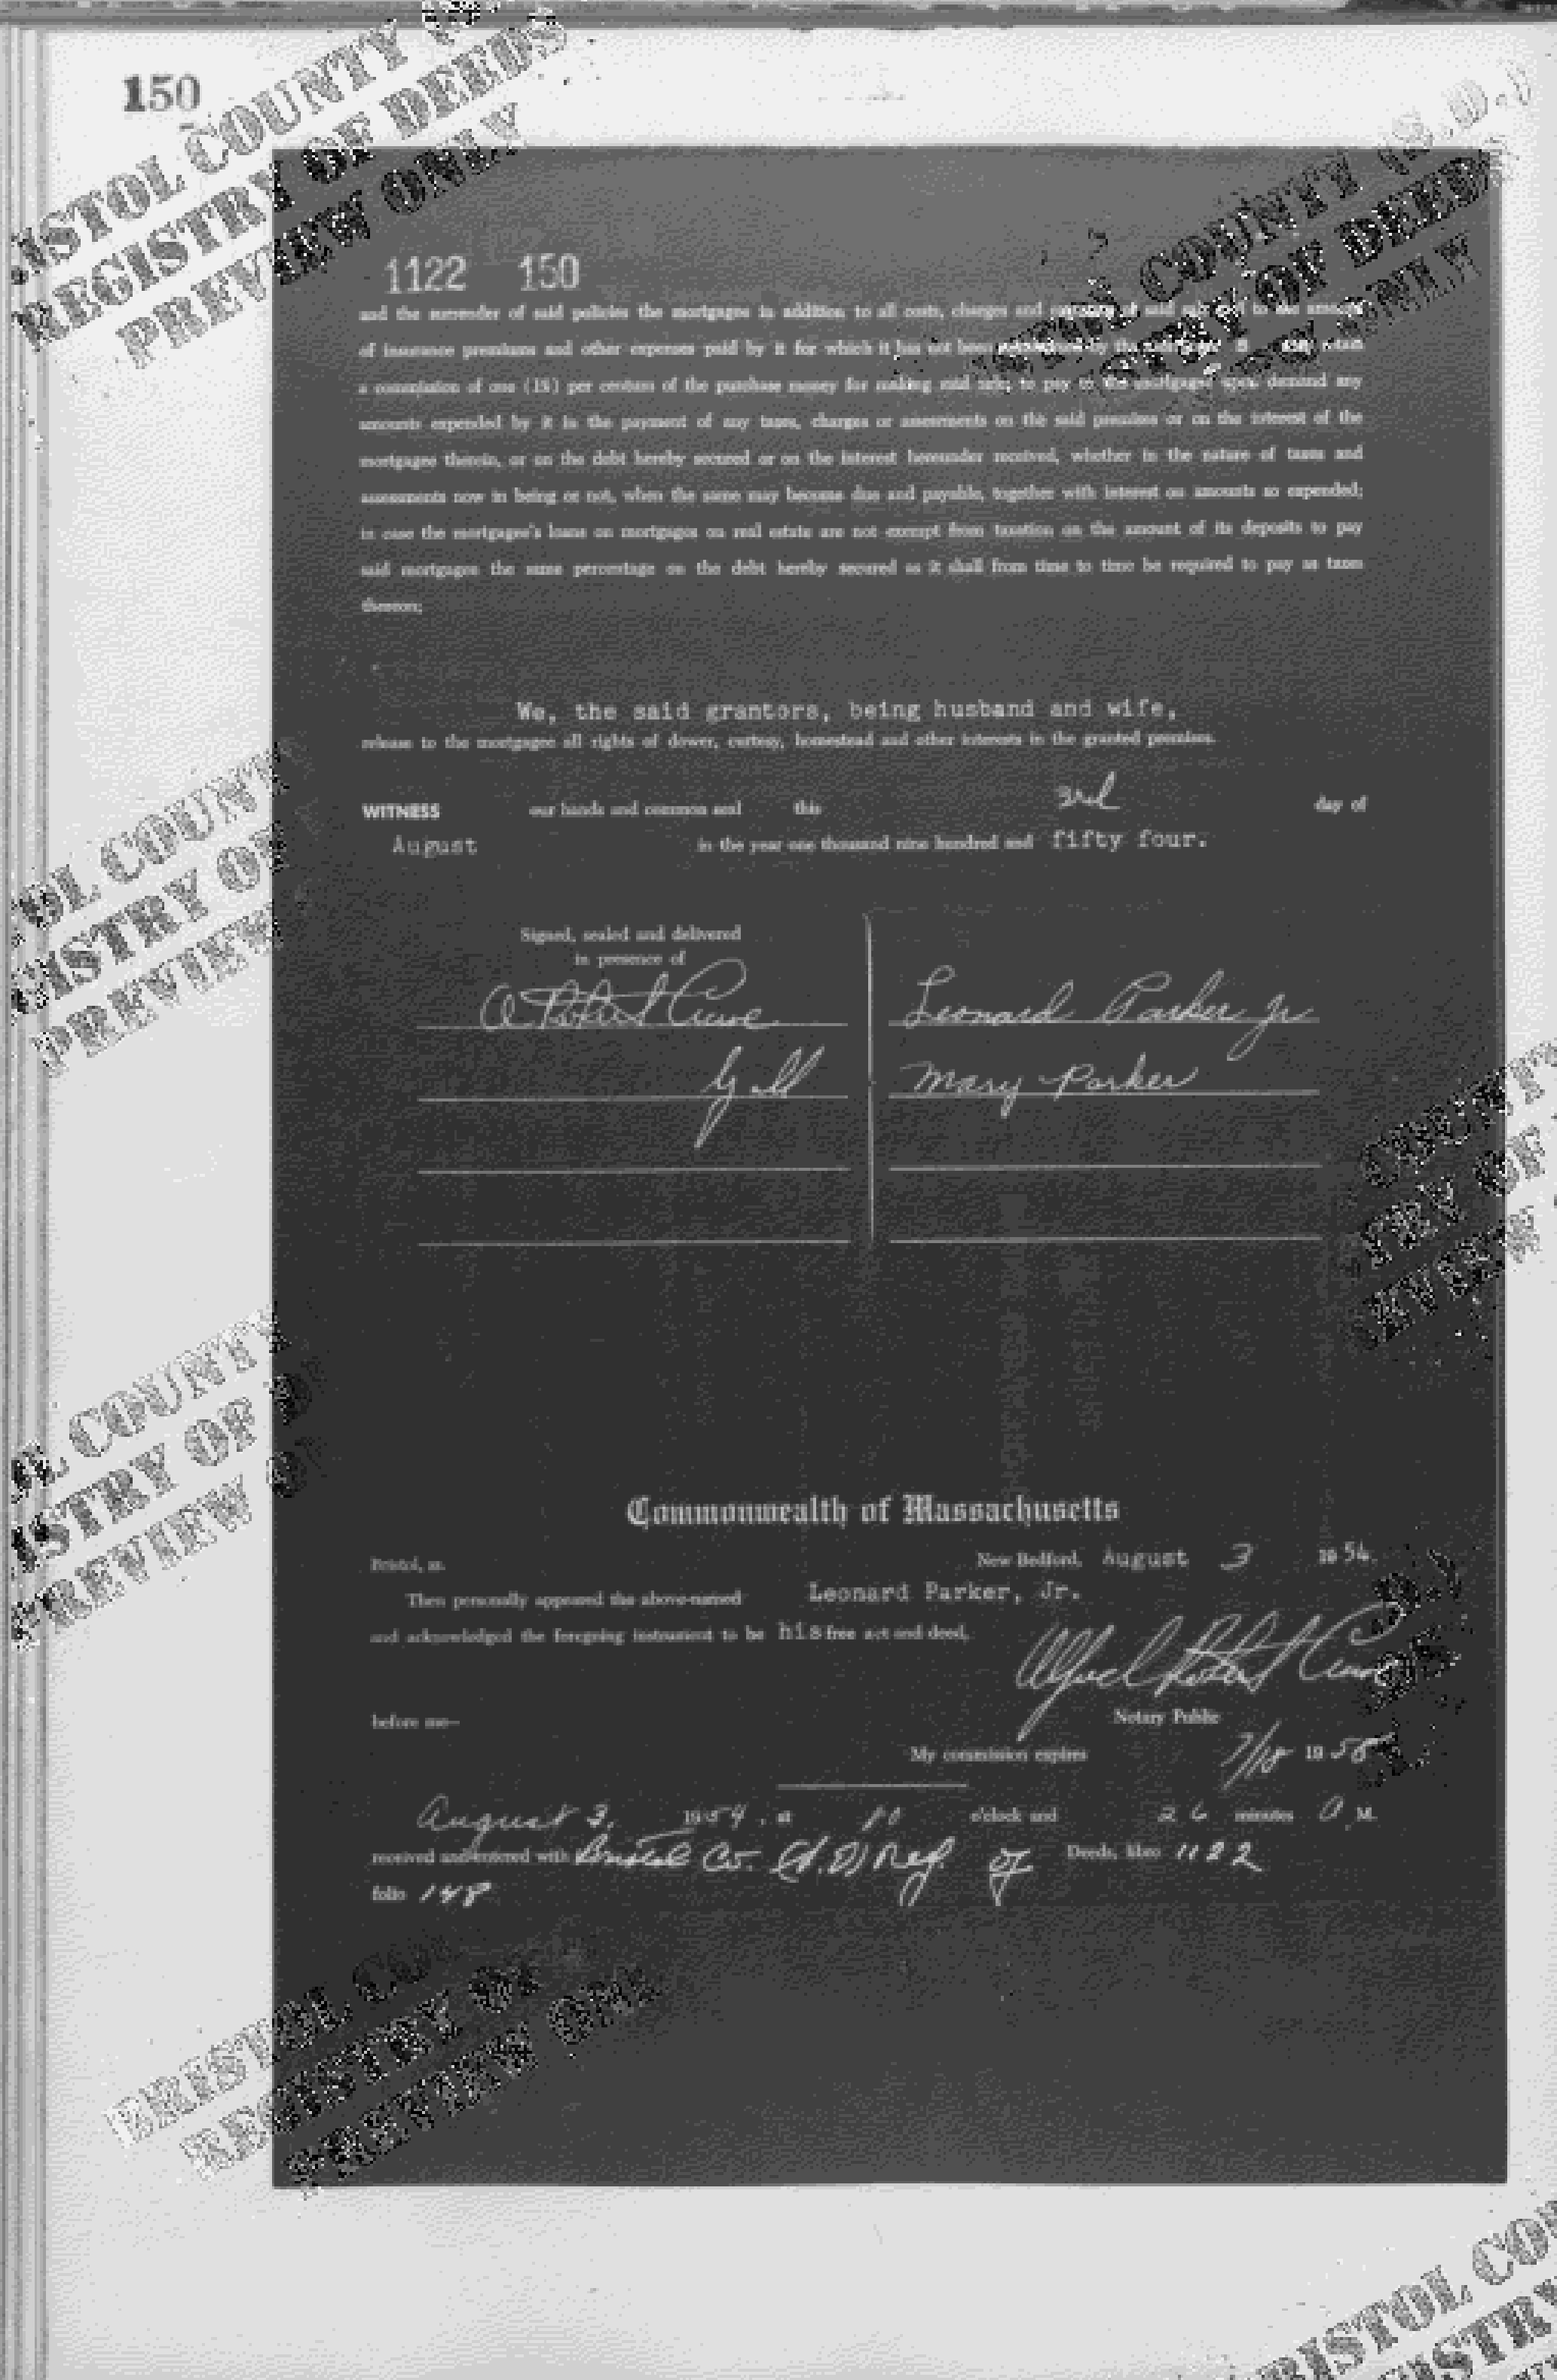 150
BRISTOL COUNTY (S.D.)
REGISTRY OF DEEDS
PREVIEW ONLY
1122 150
and the surrender of said policies the mortgagee in addition to all costs, charges and expenses of said sale to the amounts
of insurance premiums and other expenses paid by it for which it has not been reimbursed by the retain
a commission of one (1%) per centum of the purchase money for making said sale; to pay to the mortgagee upon demand any
amounts expended by it in the payment of any taxes, charges or assessments on the said premises or on the interest of the
mortgagee therein, or on the debt hereby secured or on the interest hereunder received, whether in the nature of taxes and
assessments now in being or not, when the same may become due and payable, together with interest on amounts so expended;
in case the mortgagee's loans on mortgages on real estate are not exempt from taxation on the amount of its deposits to pay
said mortgagee the same percentage on the debt hereby secured as it shall from time to time be required to pay as taxes
thereon;
We, the said grantors, being husband and wife,
release to the mortgagee all rights of dower, curtesy, homestead and other interests in the granted premises.
WITNESS our hands and common seal this 3rd day of
August in the year one thousand nine hundred and fifty four.
Signed, sealed and delivered
in presence of
A Robert Leonard Parker Jr
Mary Parker
Commonwealth of Massachusetts
Bristol, ss. New Bedford, August 3 1954.
Then personally appeared the above-named Leonard Parker, Jr.
and acknowledged the foregoing instrument to be his free act and deed,
Alfred Robert
before me— Notary Public
My commission expires 7/18 1958
August 3, 1954, at 10 o'clock and 26 minutes A.M.
received and entered with Bristol Co. (S.D.) Reg. of Deeds, libro 1122
folio 148